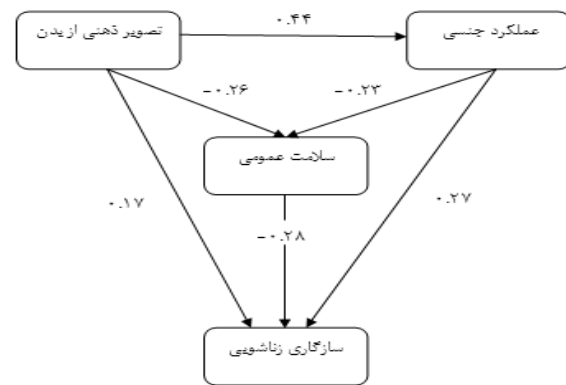 ۰.۴۴
تصویر ذهنی از بدن
عملکرد جنسی
-۰.۲۶
-۰.۲۳
سلامت عمومی
۰.۱۷
۰.۲۷
-۰.۲۸
سازگاری زناشویی